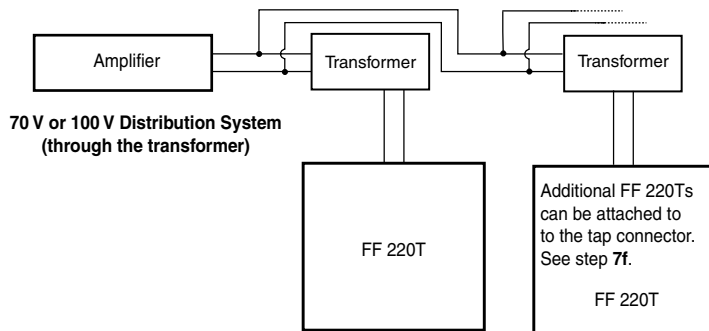 Amplifier
Transformer
Transformer
70 V or 100 V Distribution System
(through the transformer)
FF 220T
Additional FF 220Ts
can be attached to
to the tap connector.
See step 7f.
FF 220T